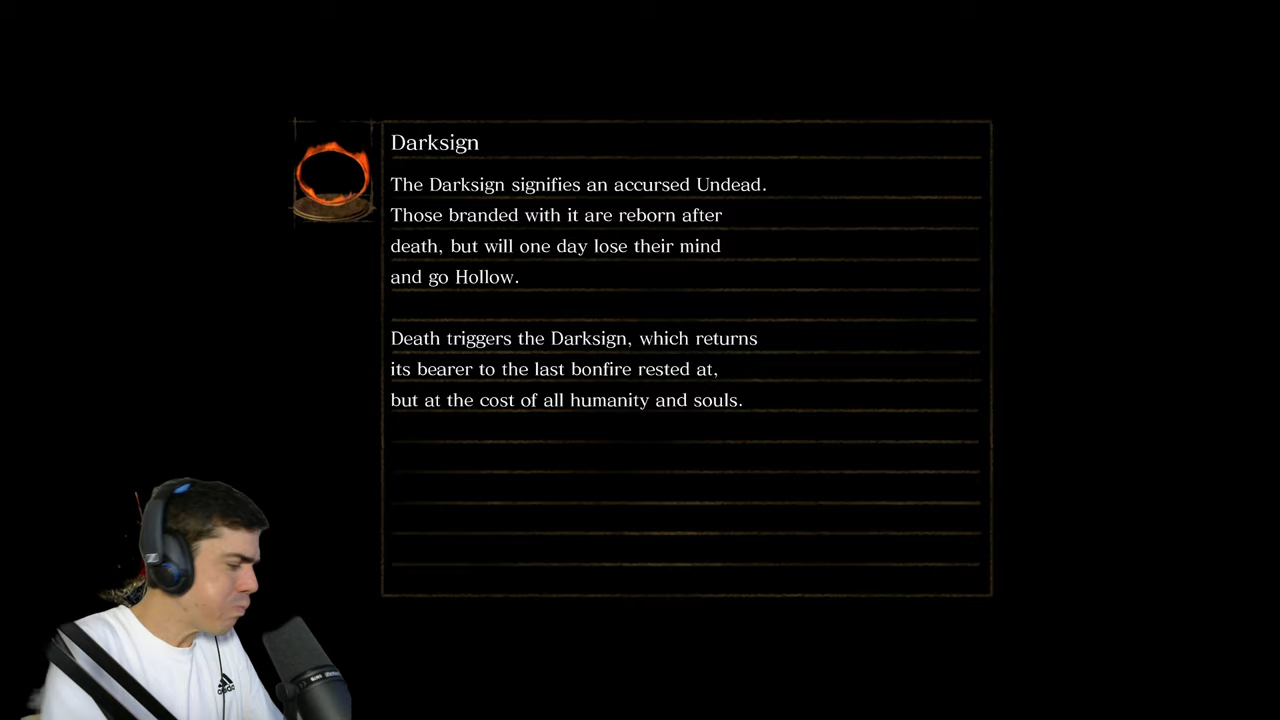 Darksign
The Darksign signifies an accursed Undead.
Those branded with it are reborn after
death, but will one day lose their mind
and go Hollow.
Death triggers the Darksign, which returns
its bearer to the last bonfire rested at,
but at the cost of all humanity and souls.
adidas